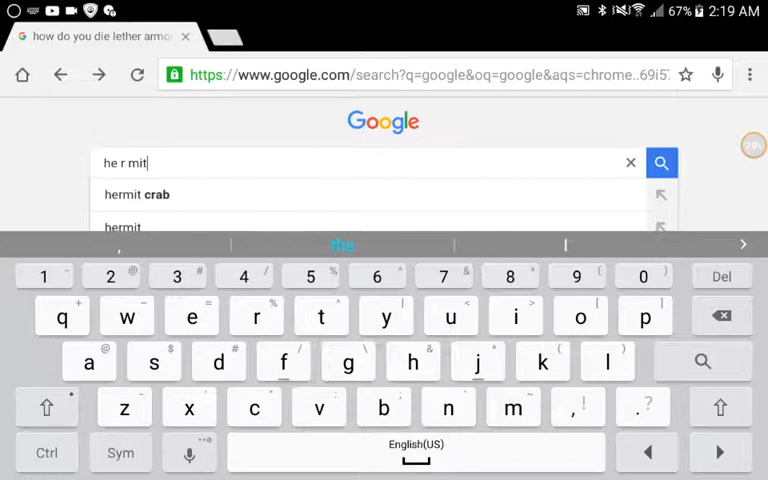 67% 2:19 AM
how do you die lether armor
https://www.google.com/search?q=google&oq=google&aqs=chrome..69i57
Google
he r mit
hermit crab
hermit
, the I
1 - 2 @ 3 # 4 / 5 % 6 ^ 7 & 8 * 9 ( 0 ) Del
q + w − e = r % t ^ y | u < i > o [ p ]
a @ s $ d # f / g \ h & j * k ( l )
z - x ' c " v : b ; n , m ~ , ! . ?
Ctrl Sym English(US)